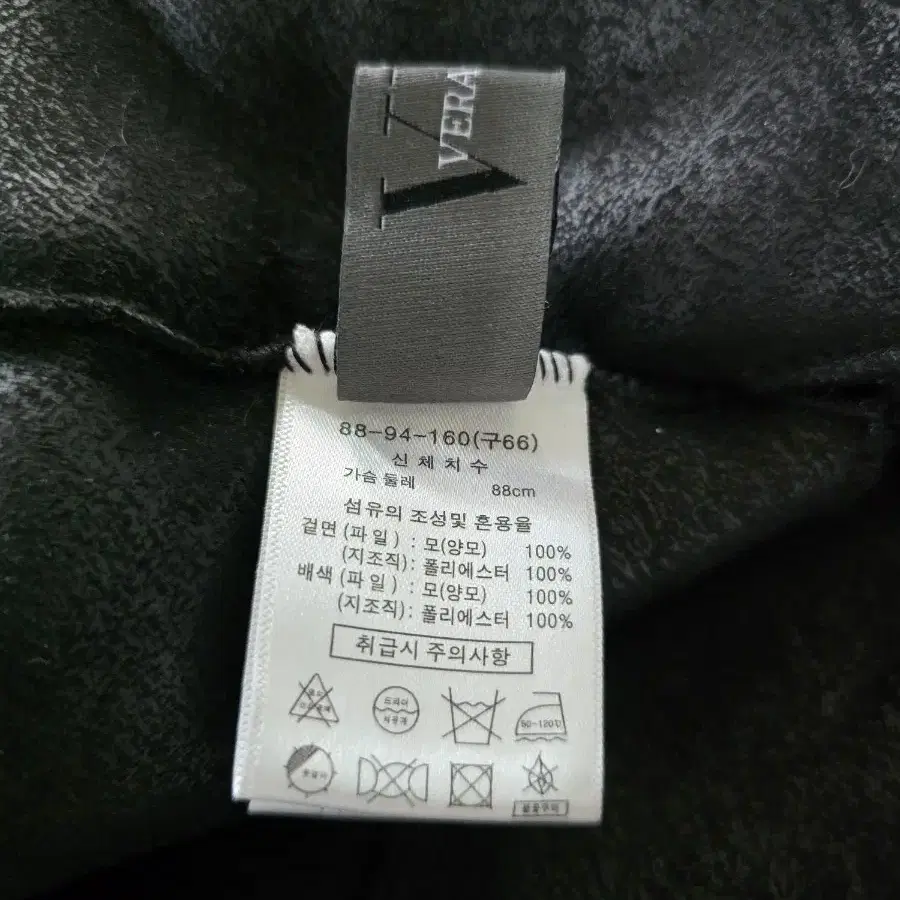 V
VERA
88-94-160(구66)
신체치수
가슴 둘레 88cm
섬유의 조성및 혼용율
겉면 (파일) : 모(양모) 100%
(지조직): 폴리에스터 100%
배색 (파일) : 모(양모) 100%
(지조직): 폴리에스터 100%
취급시 주의사항
드라이